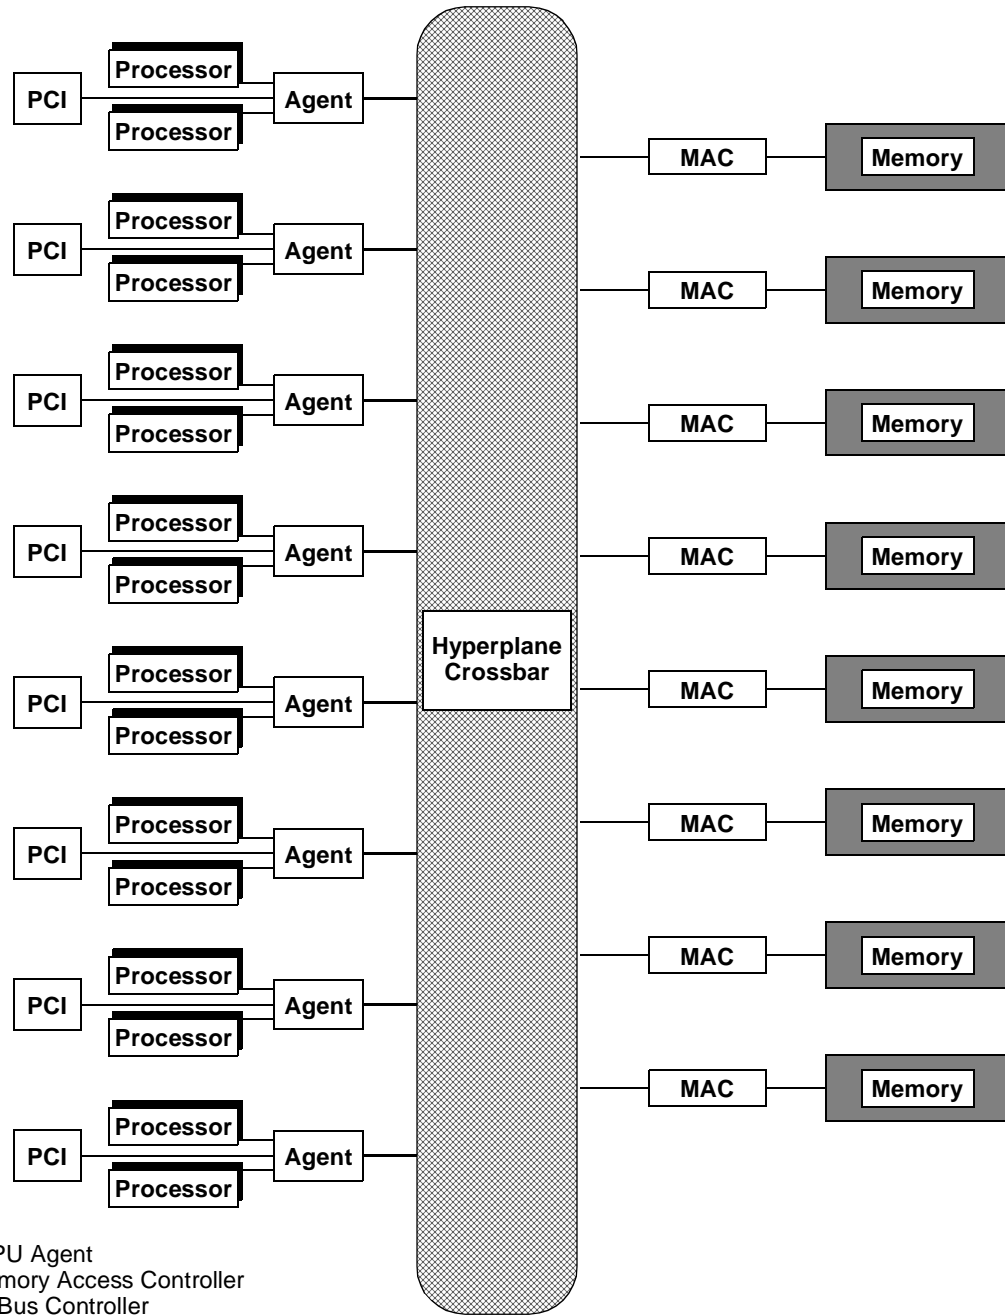 Processor
PCI
Agent
Processor
MAC
Memory
Processor
PCI
Agent
Processor
MAC
Memory
Processor
PCI
Agent
Processor
MAC
Memory
Processor
PCI
Agent
Processor
MAC
Memory
Hyperplane
Crossbar
Processor
PCI
Agent
Processor
MAC
Memory
Processor
PCI
Agent
Processor
MAC
Memory
Processor
PCI
Agent
Processor
MAC
Memory
Processor
PCI
Agent
Processor
MAC
Memory
PU Agent
mory Access Controller
Bus Controller